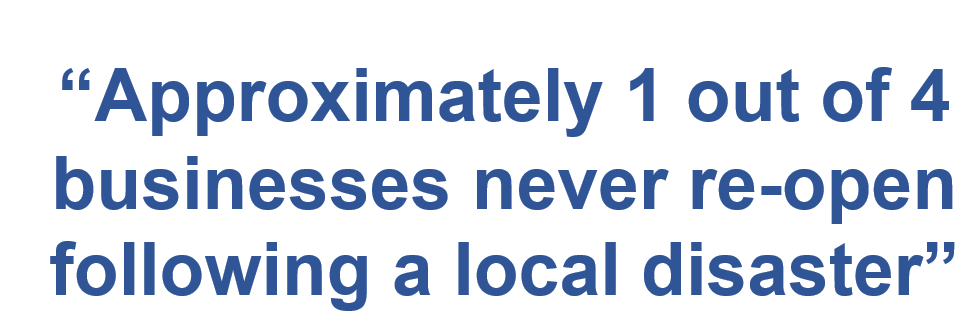 “Approximately 1 out of 4
businesses never re-open
following a local disaster”